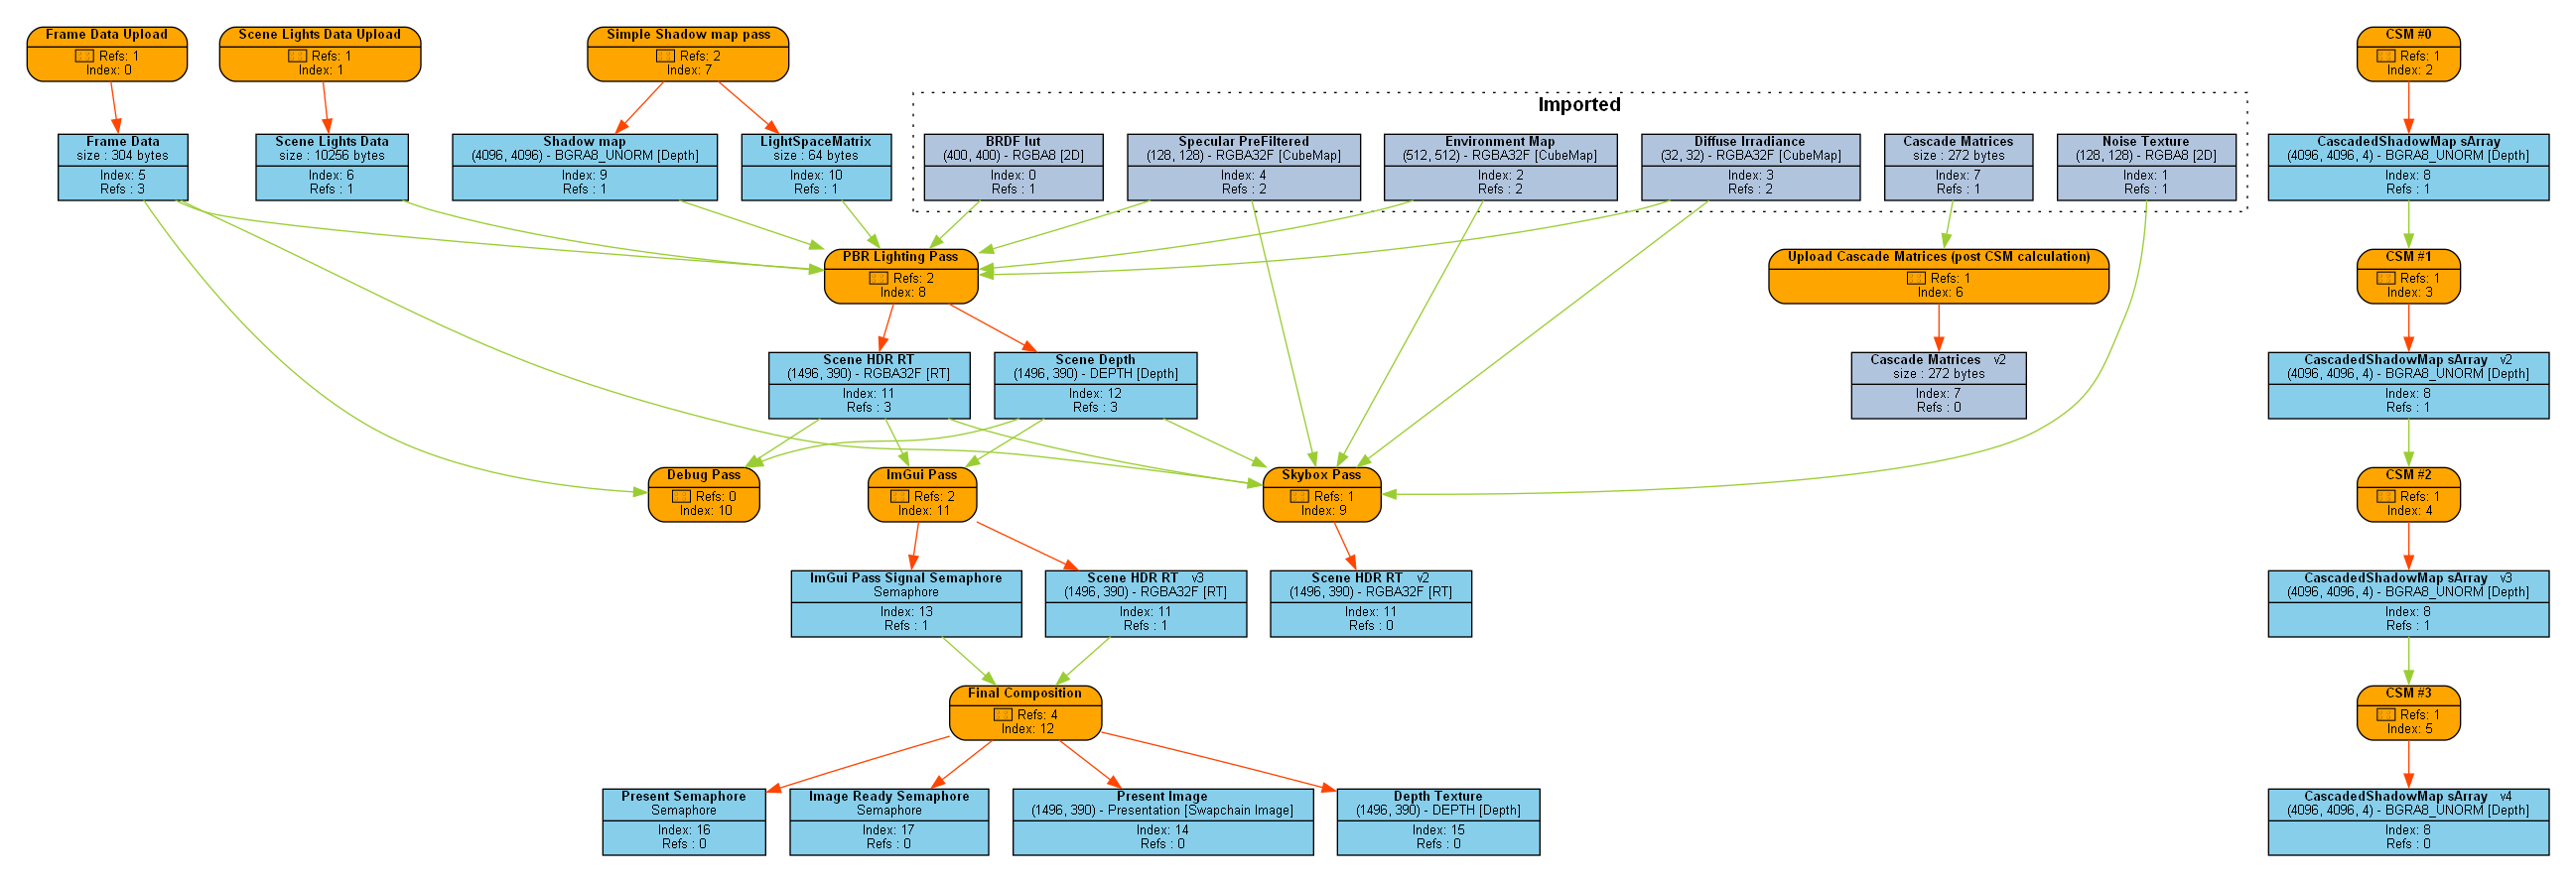 Frame Data Upload
Refs: 1
Index: 0
Scene Lights Data Upload
Refs: 1
Index: 1
Simple Shadow map pass
Refs: 2
Index: 7
CSM #0
Refs: 1
Index: 2
Imported
Frame Data
size : 304 bytes
Index: 5
Refs : 3
Scene Lights Data
size : 10256 bytes
Index: 6
Refs : 1
Shadow map
(4096, 4096) - BGRA8_UNORM [Depth]
Index: 9
Refs : 1
LightSpaceMatrix
size : 64 bytes
Index: 10
Refs : 1
BRDF lut
(400, 400) - RGBA8 [2D]
Index: 0
Refs : 1
Specular PreFiltered
(128, 128) - RGBA32F [CubeMap]
Index: 4
Refs : 2
Environment Map
(512, 512) - RGBA32F [CubeMap]
Index: 2
Refs : 2
Diffuse Irradiance
(32, 32) - RGBA32F [CubeMap]
Index: 3
Refs : 2
Cascade Matrices
size : 272 bytes
Index: 7
Refs : 1
Noise Texture
(128, 128) - RGBA8 [2D]
Index: 1
Refs : 1
CascadedShadowMap sArray
(4096, 4096, 4) - BGRA8_UNORM [Depth]
Index: 8
Refs : 1
PBR Lighting Pass
Refs: 2
Index: 8
Upload Cascade Matrices (post CSM calculation)
Refs: 1
Index: 6
CSM #1
Refs: 1
Index: 3
Scene HDR RT
(1496, 390) - RGBA32F [RT]
Index: 11
Refs : 3
Scene Depth
(1496, 390) - DEPTH [Depth]
Index: 12
Refs : 3
Cascade Matrices v2
size : 272 bytes
Index: 7
Refs : 0
CascadedShadowMap sArray v2
(4096, 4096, 4) - BGRA8_UNORM [Depth]
Index: 8
Refs : 1
Debug Pass
Refs: 0
Index: 10
ImGui Pass
Refs: 2
Index: 11
Skybox Pass
Refs: 1
Index: 9
CSM #2
Refs: 1
Index: 4
ImGui Pass Signal Semaphore
Semaphore
Index: 13
Refs : 1
Scene HDR RT v3
(1496, 390) - RGBA32F [RT]
Index: 11
Refs : 1
Scene HDR RT v2
(1496, 390) - RGBA32F [RT]
Index: 11
Refs : 0
CascadedShadowMap sArray v3
(4096, 4096, 4) - BGRA8_UNORM [Depth]
Index: 8
Refs : 1
Final Composition
Refs: 4
Index: 12
CSM #3
Refs: 1
Index: 5
Present Semaphore
Semaphore
Index: 16
Refs : 0
Image Ready Semaphore
Semaphore
Index: 17
Refs : 0
Present Image
(1496, 390) - Presentation [Swapchain Image]
Index: 14
Refs : 0
Depth Texture
(1496, 390) - DEPTH [Depth]
Index: 15
Refs : 0
CascadedShadowMap sArray v4
(4096, 4096, 4) - BGRA8_UNORM [Depth]
Index: 8
Refs : 0